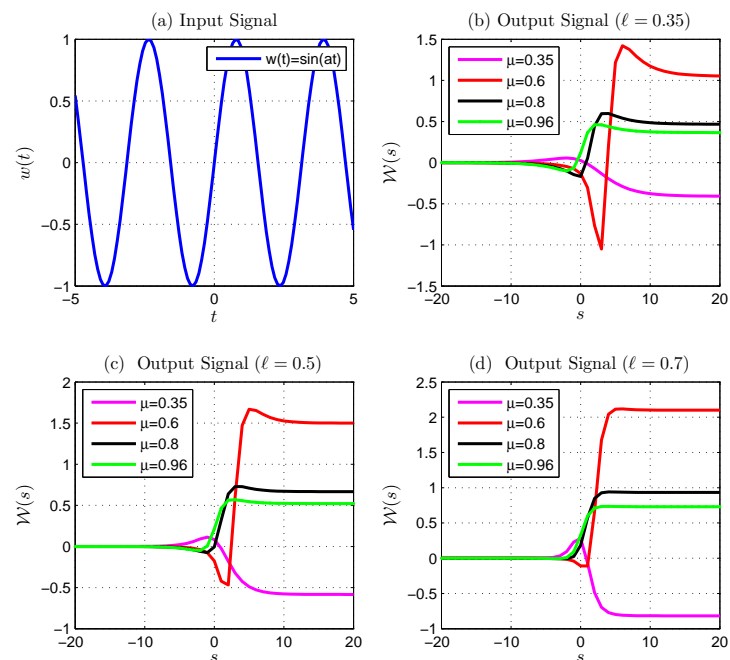 (a) Input Signal
w(t)=sin(at)
1
0.5
0
−0.5
−1
−5
0
5
w(t)
t
(b) Output Signal (ℓ = 0.35)
μ=0.35
μ=0.6
μ=0.8
μ=0.96
1.5
1
0.5
0
−0.5
−1
−1.5
−20
−10
0
10
20
𝒲(s)
s
(c) Output Signal (ℓ = 0.5)
μ=0.35
μ=0.6
μ=0.8
μ=0.96
2
1.5
1
0.5
0
−0.5
−1
−20
−10
0
10
20
𝒲(s)
s
(d) Output Signal (ℓ = 0.7)
μ=0.35
μ=0.6
μ=0.8
μ=0.96
2.5
2
1.5
1
0.5
0
−0.5
−1
−20
−10
0
10
20
𝒲(s)
s